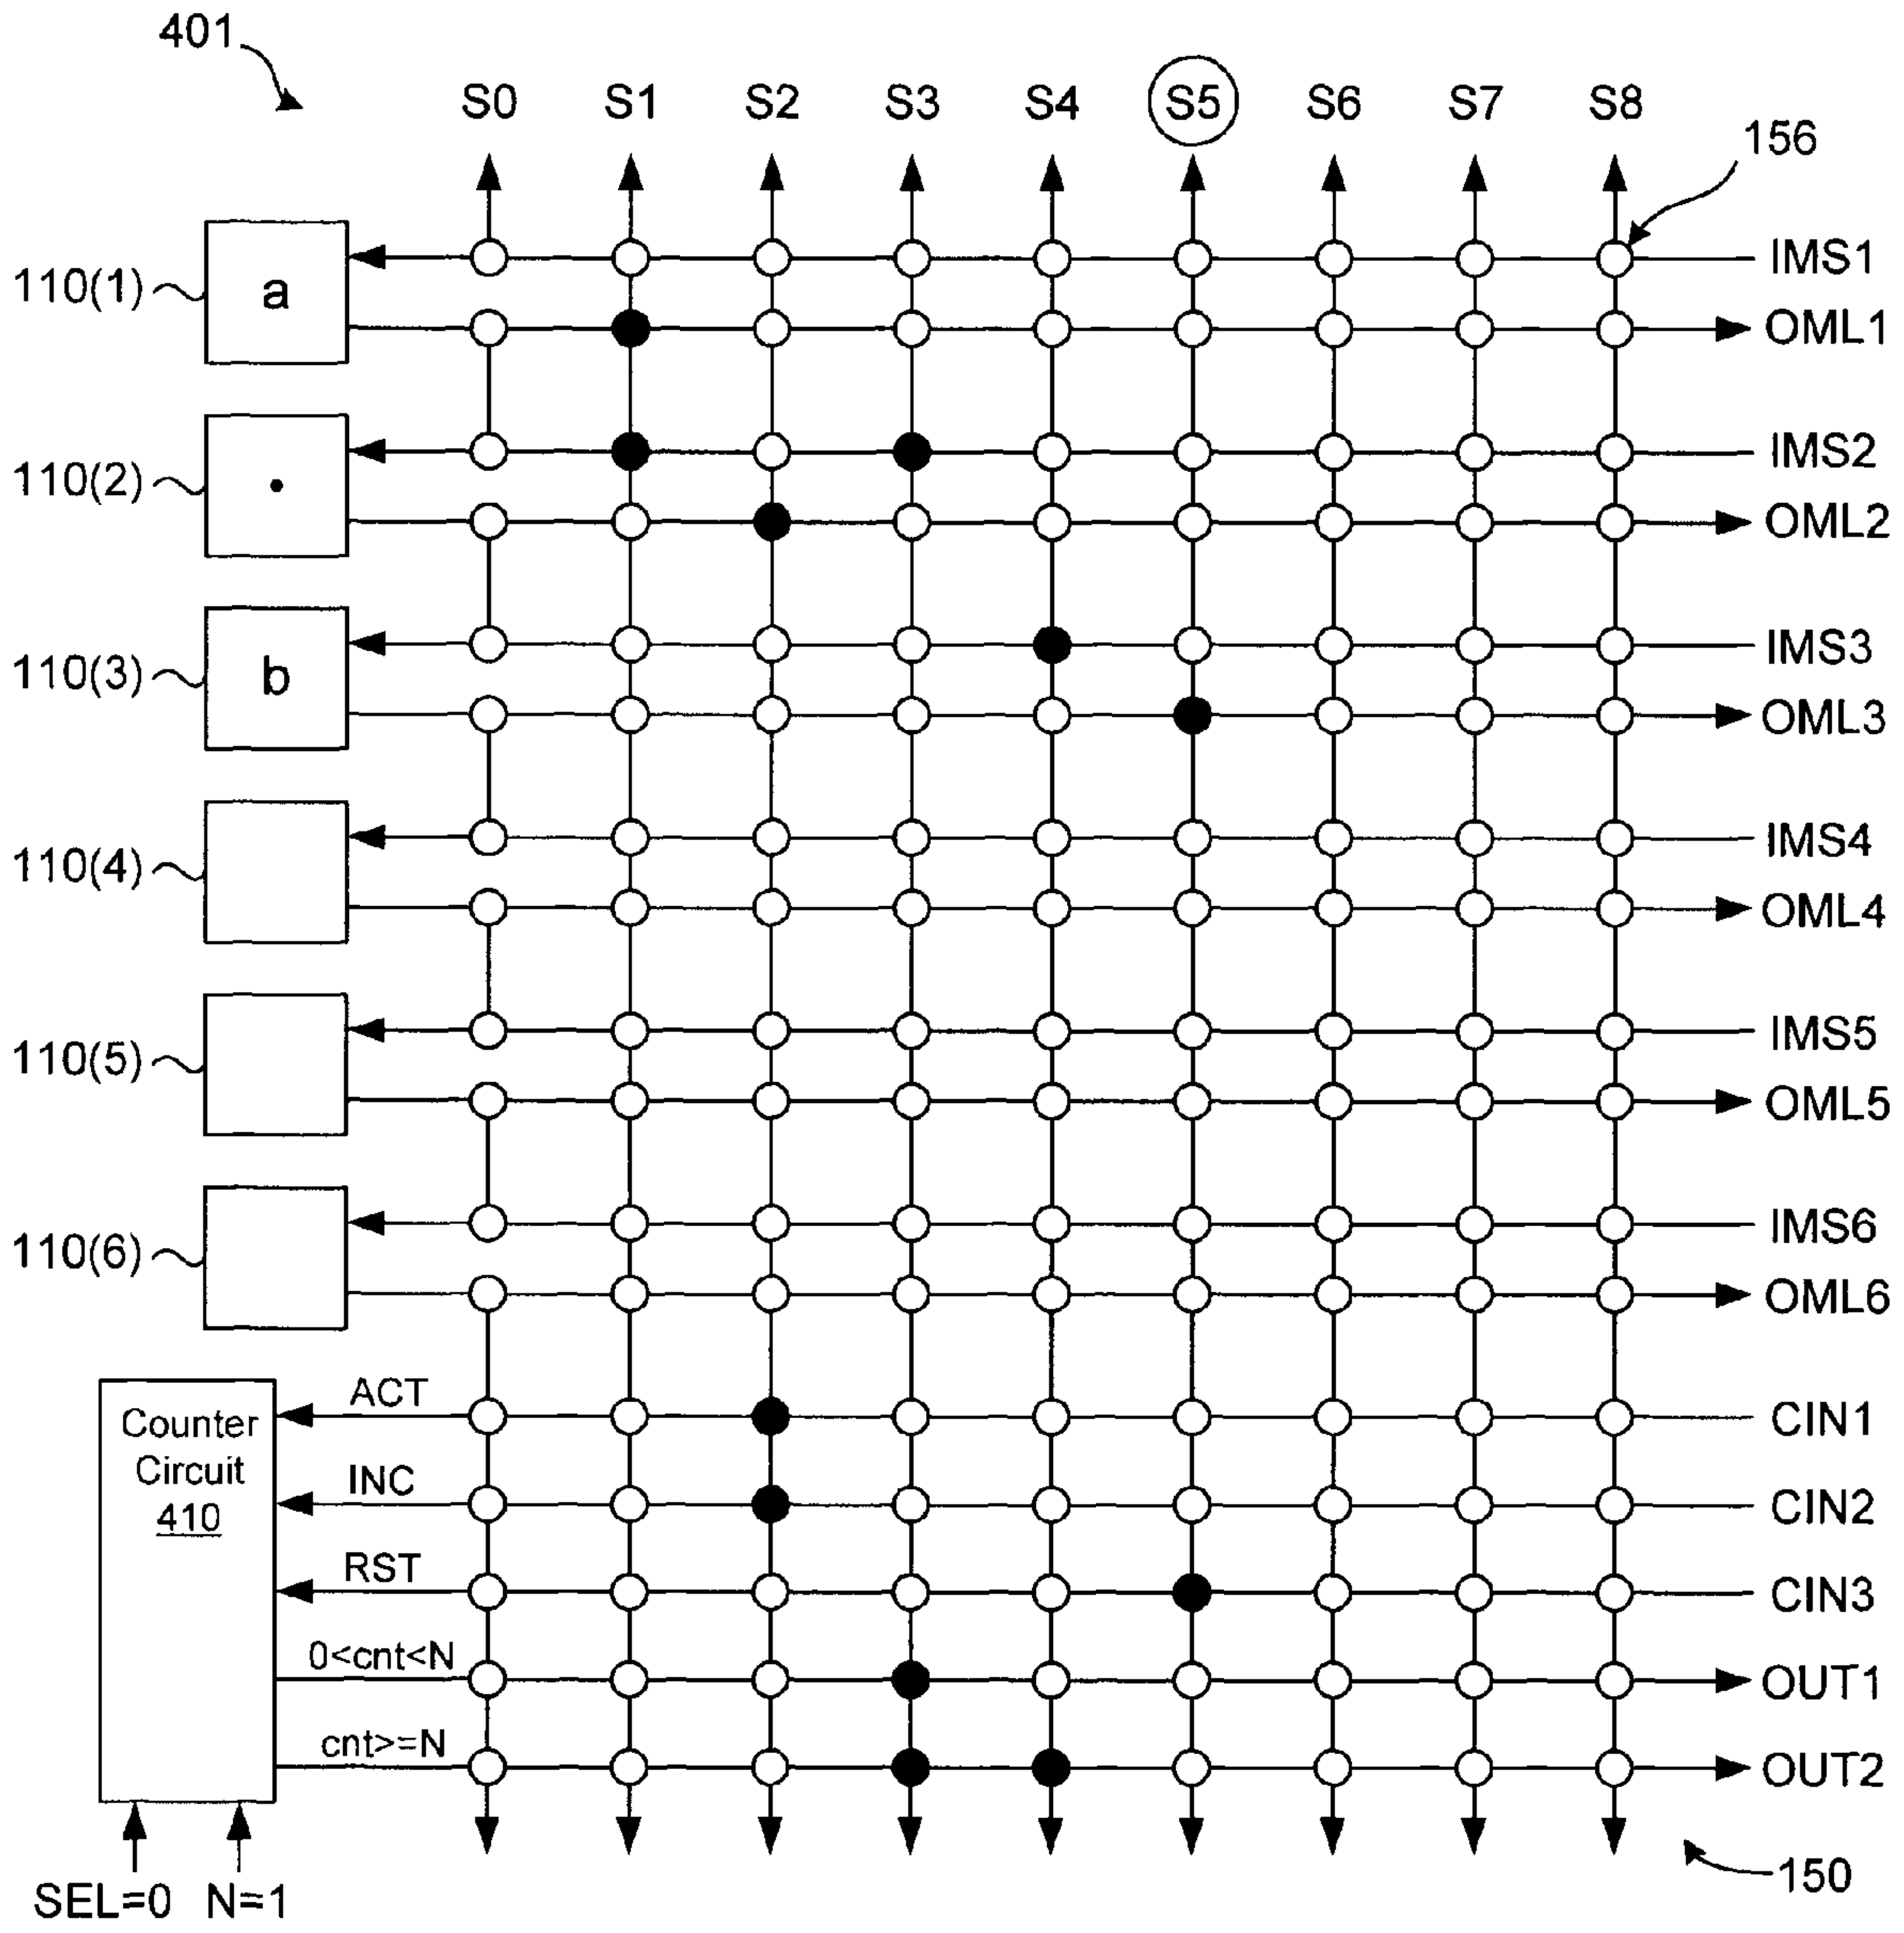 401
S0 S1 S2 S3 S4 S5 S6 S7 S8
156
110(1) a IMS1
OML1
110(2) • IMS2
OML2
110(3) b IMS3
OML3
110(4) IMS4
OML4
110(5) IMS5
OML5
110(6) IMS6
OML6
Counter
Circuit
410
ACT CIN1
INC CIN2
RST CIN3
0<cnt<N OUT1
cnt>=N OUT2
SEL=0 N=1
150